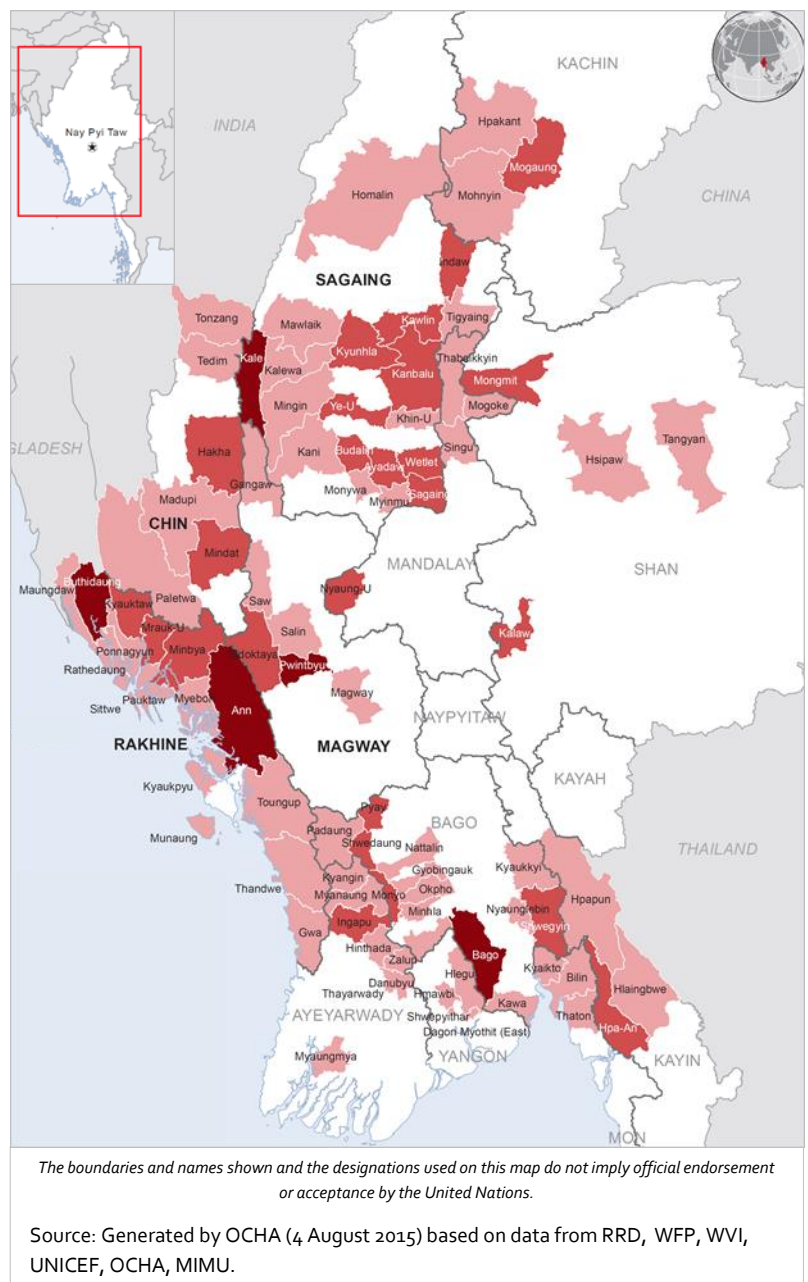 KACHIN
Nay Pyi Taw
INDIA
Hpakant
Mogaung
Homalin
Mohnyin
CHINA
ndaw
SAGAING
Tonzang
Mawlaik
Kawlin
Tigyaing
Tedim
Kale
Kyunhla
Thabeikkyin
Kalewa
Kanbalu
Mongmit
Mingin
Ye-U
Mogoke
Khin-U
GLADESH
Hakha
Kani
Budalin
Singu
Tangyan
Hsipaw
Ayadaw
Wetlet
Gangaw
Monywa
Myinmu
Sagaing
Madupi
CHIN
Mindat
MANDALAY
SHAN
Buthidaung
Nyaung-U
Maungdaw
Kyauktaw
Paletwa
Saw
Mrauk-U
Salin
Kalaw
Ponnagyun
Minbya
Ndoktaya
Pwintbyu
Rathedaung
Magway
Pauktaw
Myebon
Sittwe
Ann
NAYPYITAW
RAKHINE
MAGWAY
KAYAH
Kyaukpyu
Toungup
Pyay
BAGO
Munaung
Padaung
Shwedaung
Nattalin
THAILAND
Gyobingauk
Kyaukkyi
Kyangin
Thandwe
Myanaung
Monyo
Okpho
Hpapun
Minhla
Nyaunglebin
Gwa
Ingapu
Shwegyin
Hinthada
Bago
Zalup
Hlegu
Kyaikto
Danubyu
Bilin
Hlaingbwe
Thayarwady
Hmawbi
Kawa
AYEYARWADY
Shwepyithar
Thaton
Dagon Myothit (East)
Hpa-An
Myaungmya
YANGON
KAYIN
MON
The boundaries and names shown and the designations used on this map do not imply official endorsement
or acceptance by the United Nations.
Source: Generated by OCHA (4 August 2015) based on data from RRD, WFP, WVI,
UNICEF, OCHA, MIMU.